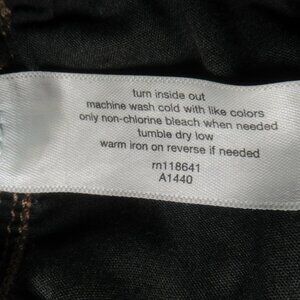 turn inside out
machine wash cold with like colors
only non-chlorine bleach when needed
tumble dry low
warm iron on reverse if needed
rn118641
A1440